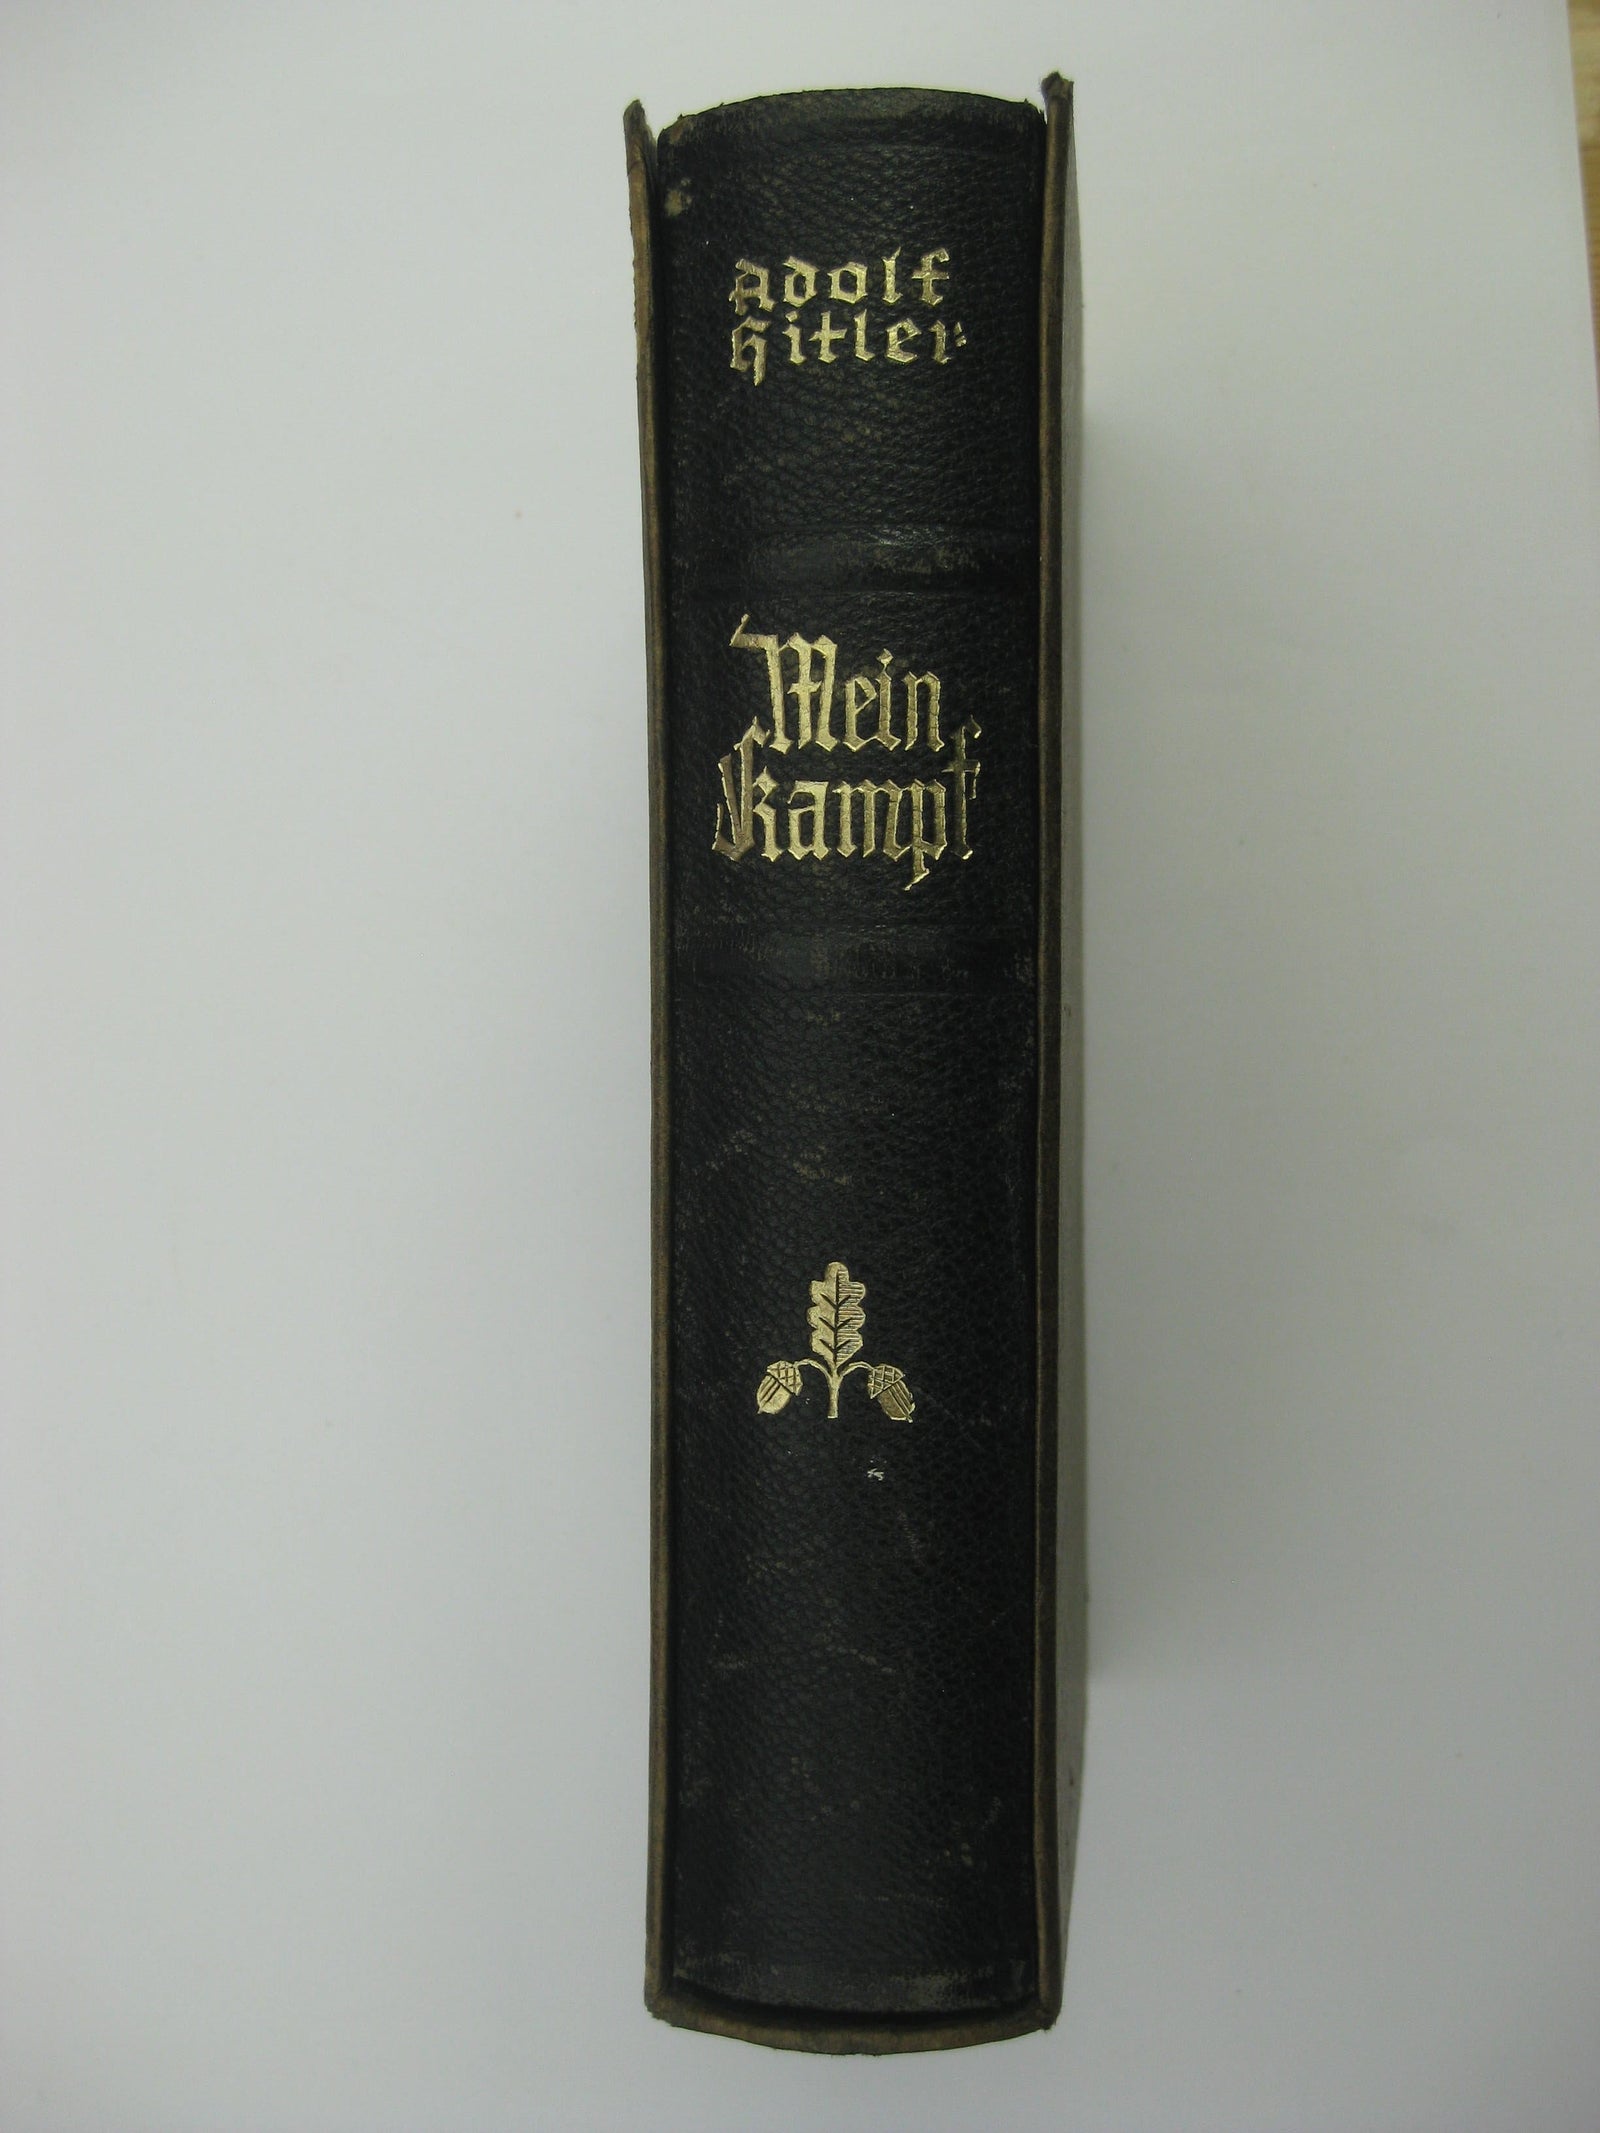 Adolf
Hitler
Mein
Kampf